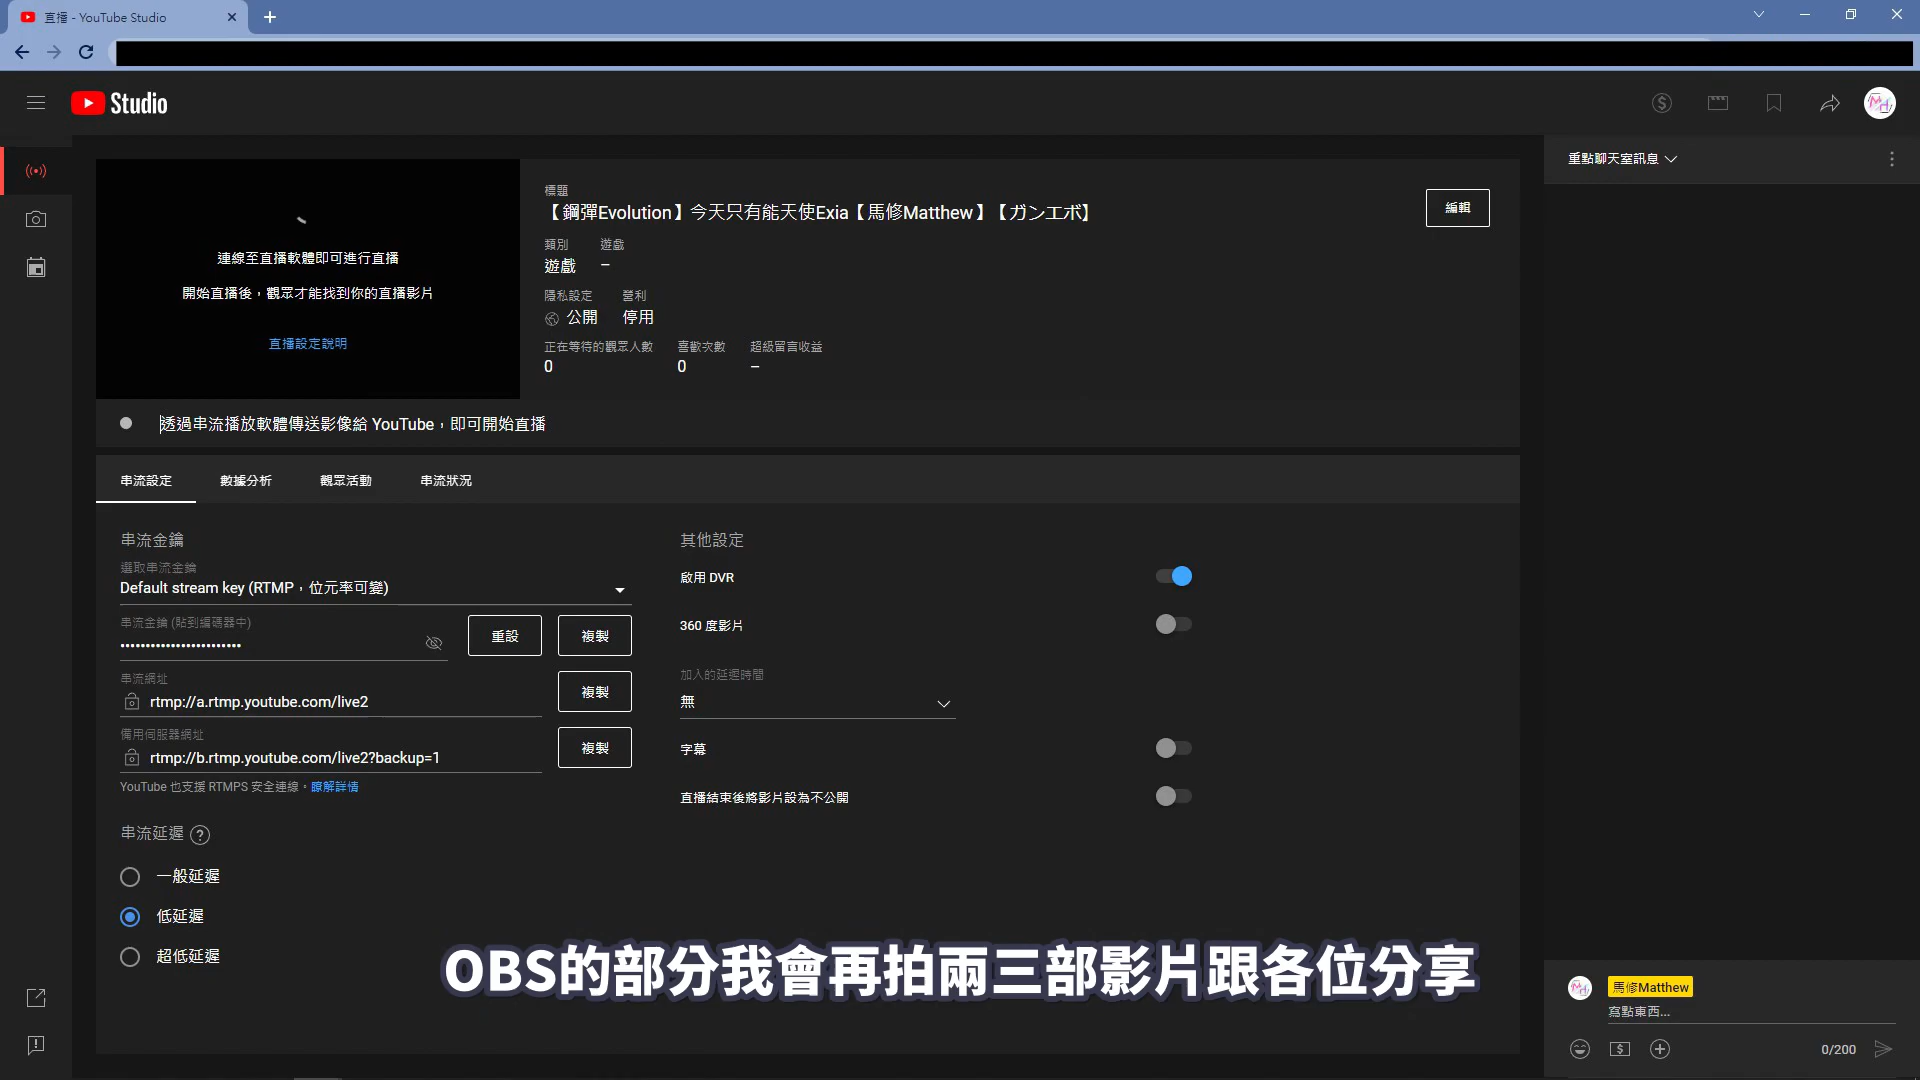 直播 - YouTube Studio
Studio
連線至直播軟體即可進行直播
開始直播後，觀眾才能找到你的直播影片
直播設定說明
標題
【鋼彈Evolution】今天只有能天使Exia【馬修Matthew】【ガンエボ】
編輯
類別 遊戲
遊戲 –
隱私設定 營利
公開 停用
正在等待的觀眾人數 喜歡次數 超級留言收益
0 0 –
透過串流播放軟體傳送影像給 YouTube，即可開始直播
串流設定 數據分析 觀眾活動 串流狀況
串流金鑰
選取串流金鑰
Default stream key (RTMP，位元率可變)
串流金鑰 (貼到編碼器中)
••••••••••••••••••••••••
重設 複製
串流網址
rtmp://a.rtmp.youtube.com/live2
複製
備用伺服器網址
rtmp://b.rtmp.youtube.com/live2?backup=1
複製
YouTube 也支援 RTMPS 安全連線。瞭解詳情
串流延遲 ?
一般延遲
低延遲
超低延遲
其他設定
啟用 DVR
360 度影片
加入的延遲時間
無
字幕
直播結束後將影片設為不公開
重點聊天室訊息
馬修Matthew
寫點東西...
0/200
OBS的部分我會再拍兩三部影片跟各位分享